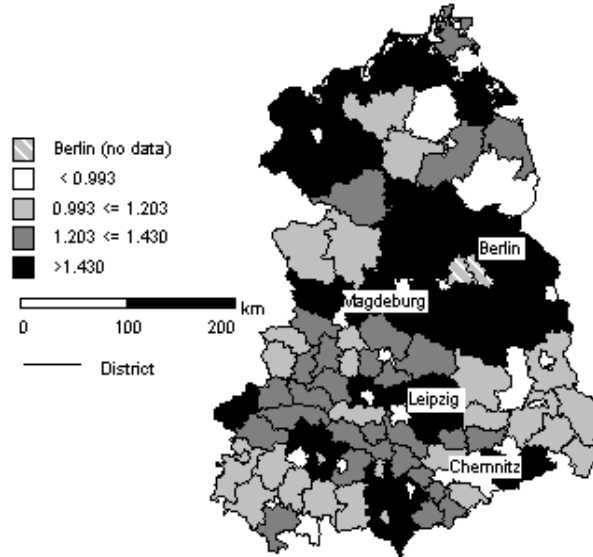 Berlin (no data)
< 0.993
0.993 <= 1.203
1.203 <= 1.430
>1.430
km
0 100 200
District
Berlin
Magdeburg
Leipzig
Chemnitz